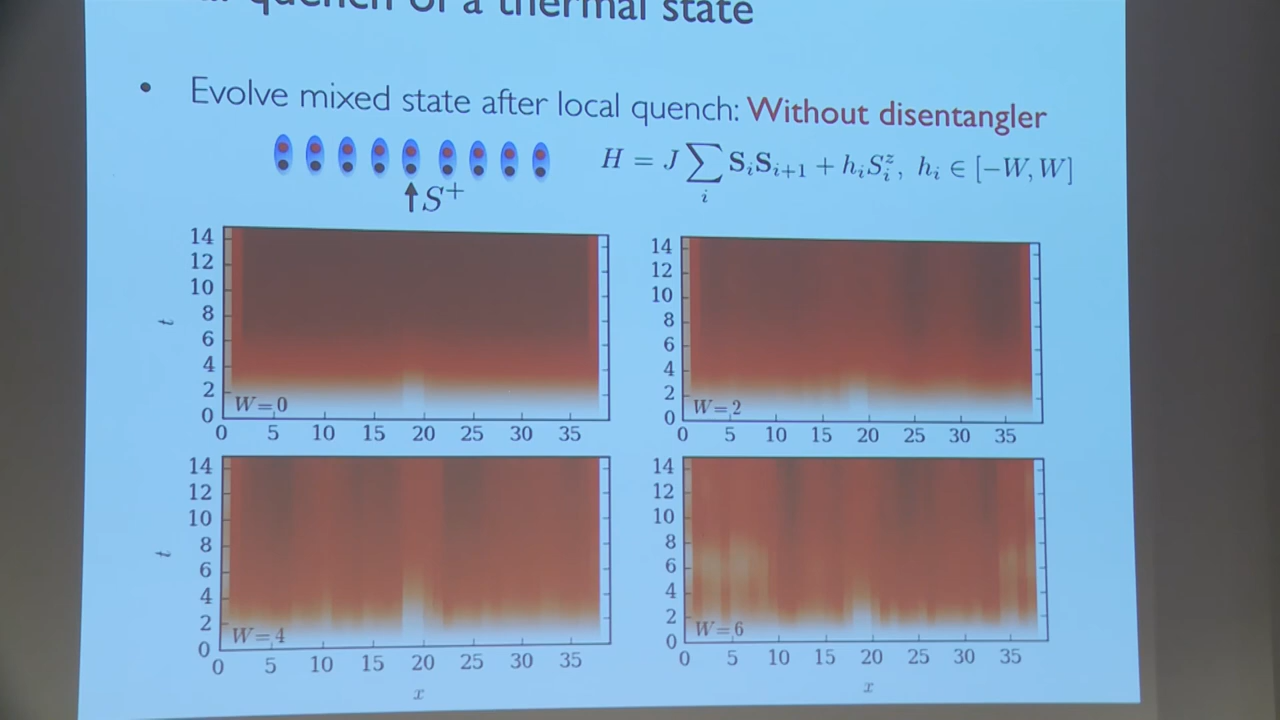 quench of a thermal state
• Evolve mixed state after local quench: Without disentangler
H = J∑ᵢ SᵢSᵢ₊₁ + hᵢSᵢᶻ, hᵢ ∈ [−W, W]
↑S⁺
14
12
10
8
6
4
2
0
t
W=0
0 5 10 15 20 25 30 35
14
12
10
8
6
4
2
0
W=2
0 5 10 15 20 25 30 35
14
12
10
8
6
4
2
0
t
W=4
0 5 10 15 20 25 30 35
x
14
12
10
8
6
4
2
0
W=6
0 5 10 15 20 25 30 35
x